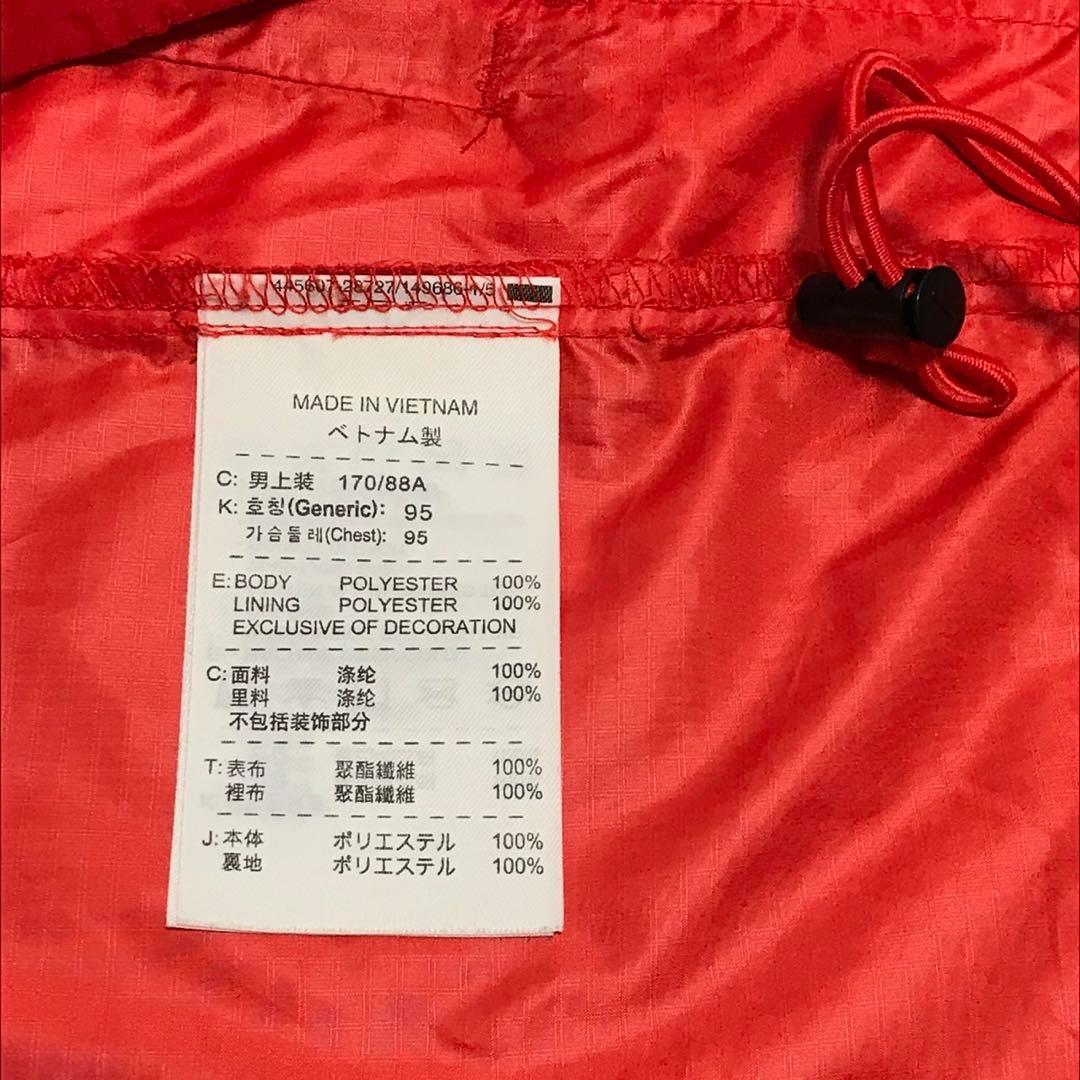 MADE IN VIETNAM
ベトナム製
C: 男上装 170/88A
K: 호칭(Generic): 95
가슴둘레(Chest): 95
E: BODY POLYESTER 100%
LINING POLYESTER 100%
EXCLUSIVE OF DECORATION
C: 面料 涤纶 100%
里料 涤纶 100%
不包括装饰部分
T: 表布 聚酯纖維 100%
裡布 聚酯纖維 100%
J: 本体 ポリエステル 100%
裏地 ポリエステル 100%